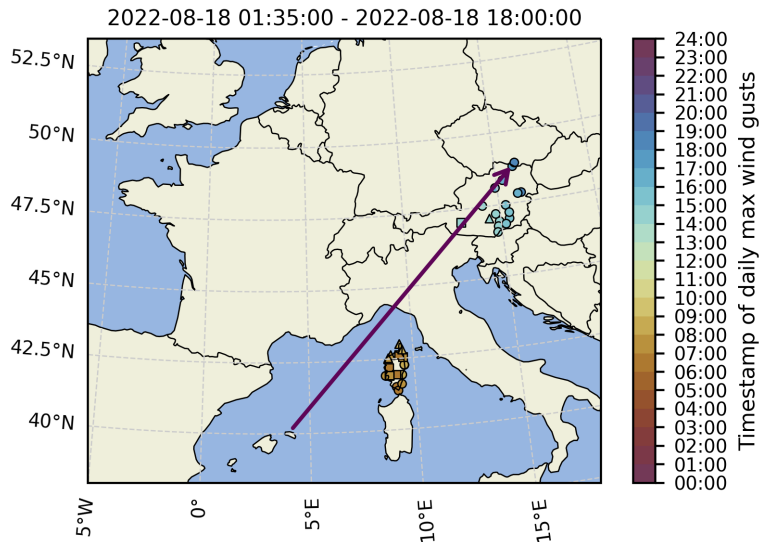 2022-08-18 01:35:00 - 2022-08-18 18:00:00
52.5°N
50°N
47.5°N
45°N
42.5°N
40°N
5°W
0°
5°E
10°E
15°E
24:00
23:00
22:00
21:00
20:00
19:00
18:00
17:00
16:00
15:00
14:00
13:00
12:00
11:00
10:00
09:00
08:00
07:00
06:00
05:00
04:00
03:00
02:00
01:00
00:00
Timestamp of daily max wind gusts